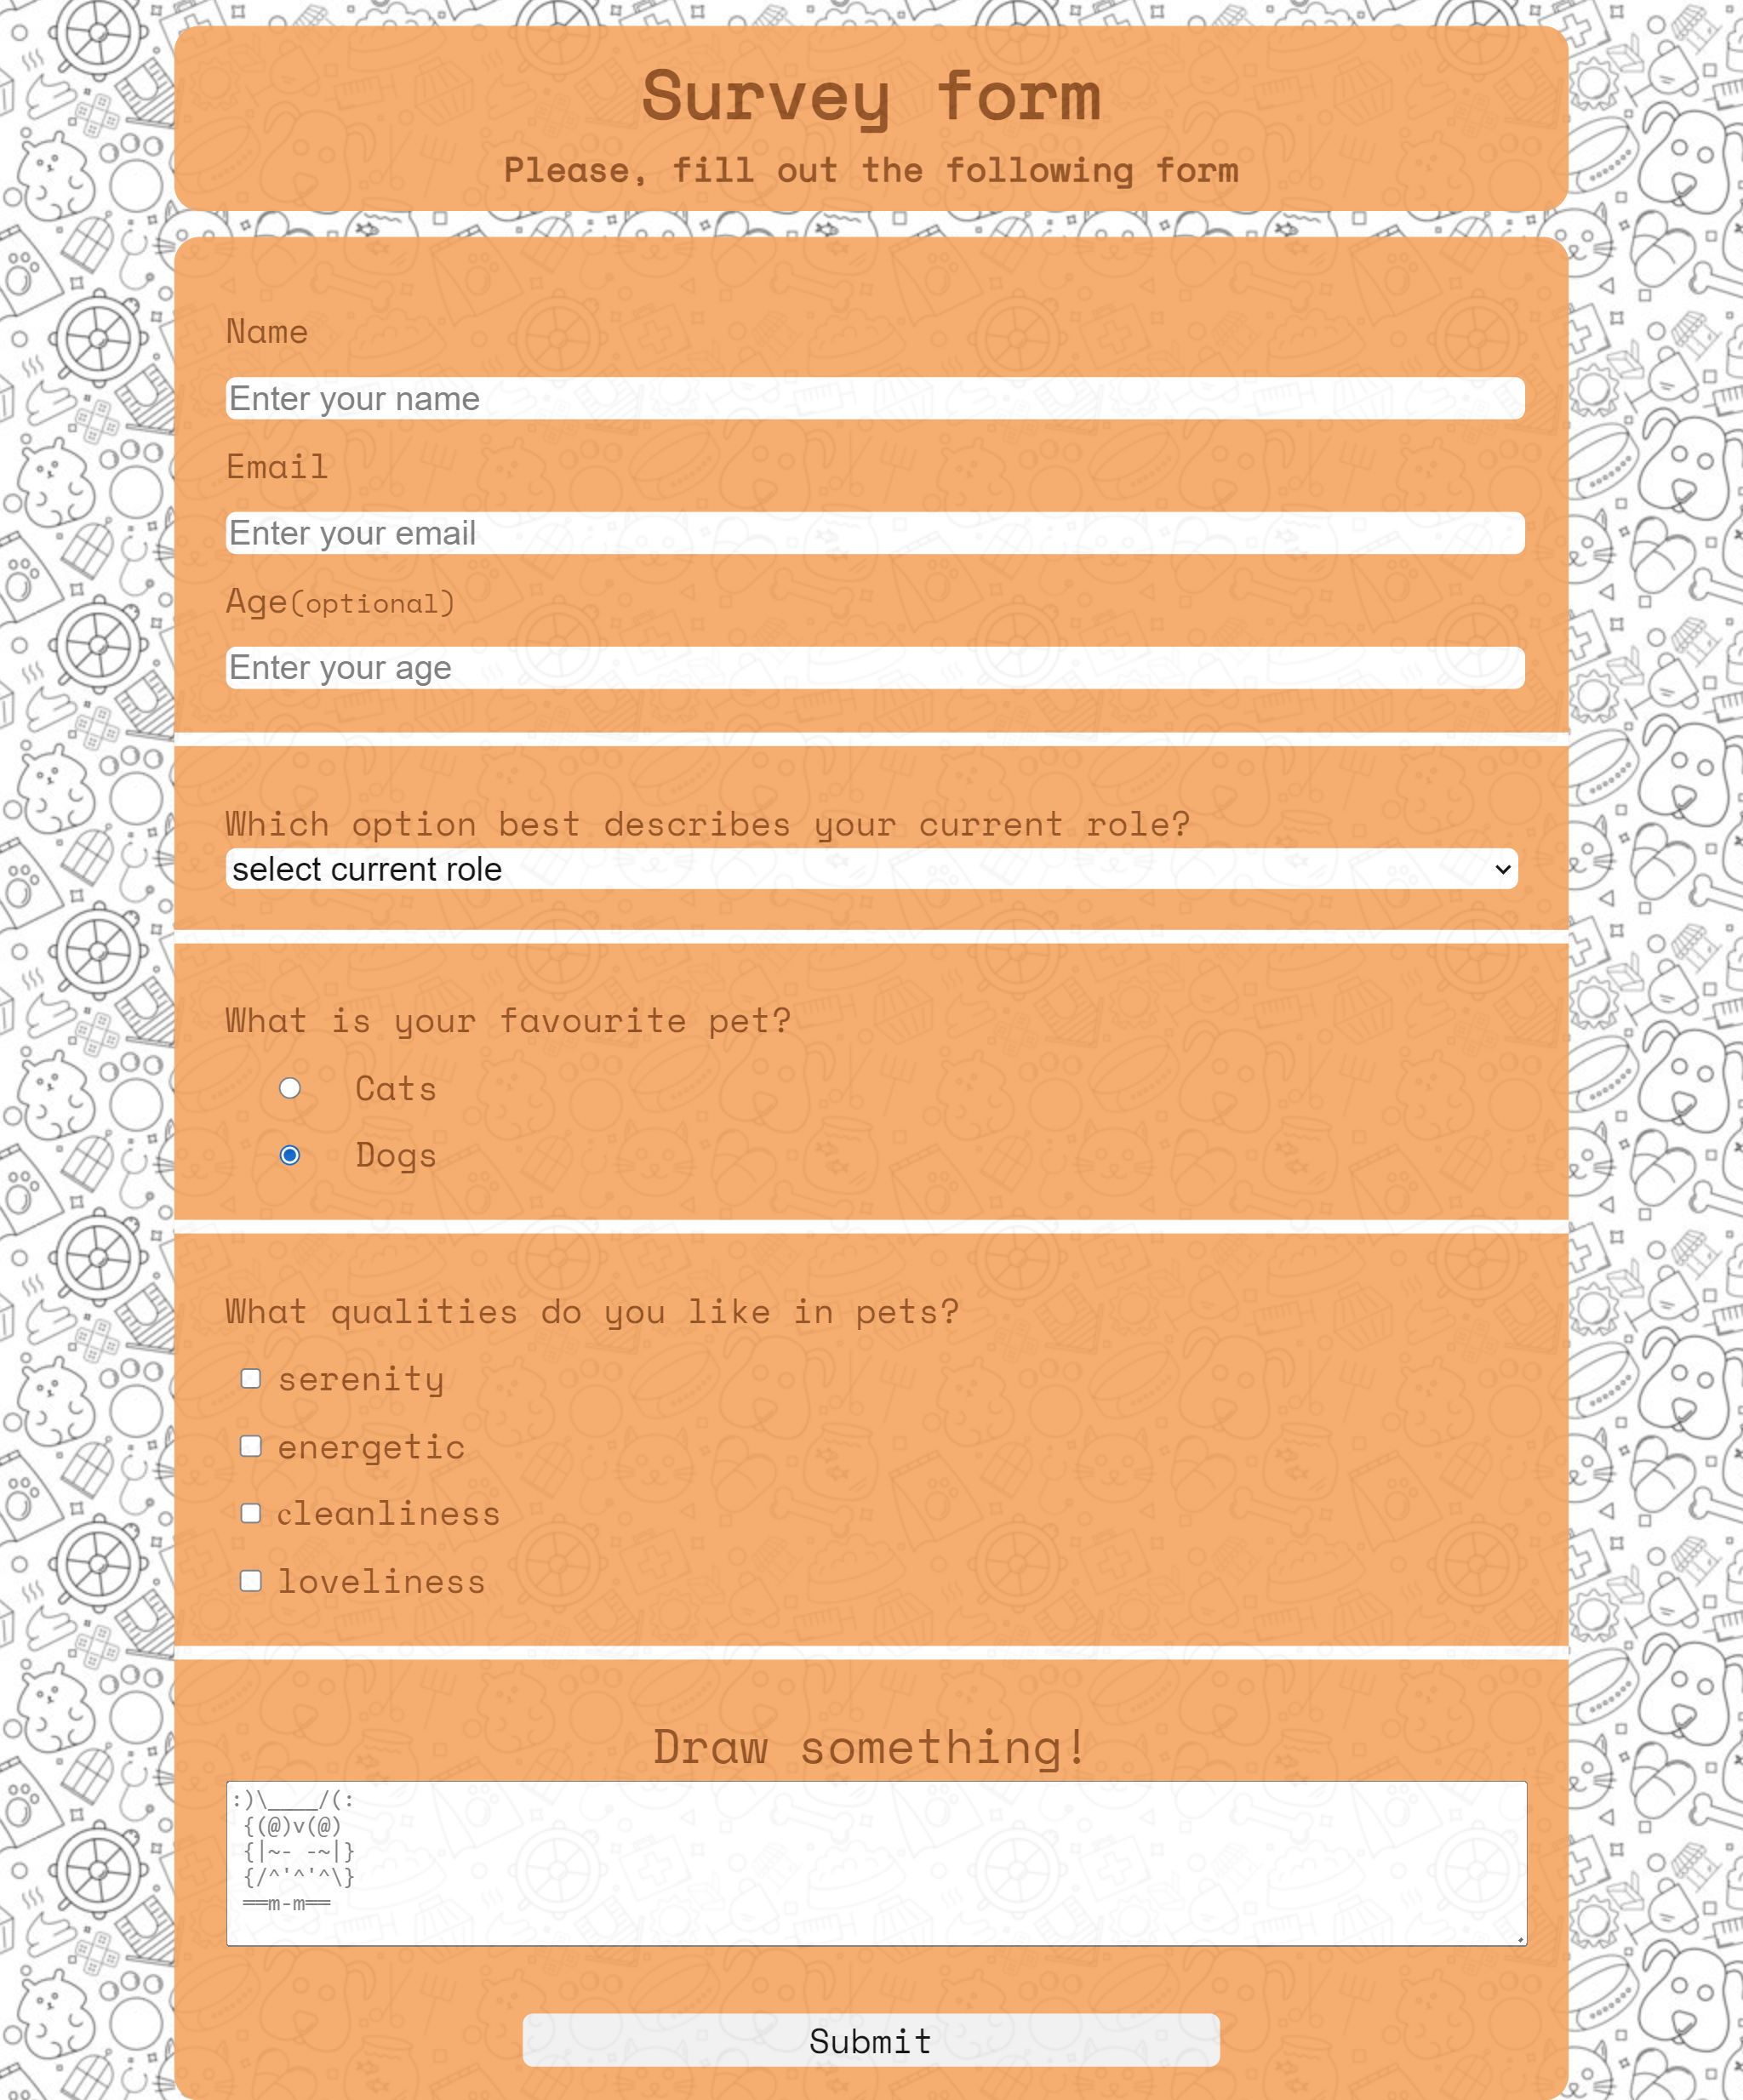 Survey form
Please, fill out the following form
Name
Enter your name
Email
Enter your email
Age(optional)
Enter your age
Which option best describes your current role?
select current role
What is your favourite pet?
Cats
Dogs
What qualities do you like in pets?
serenity
energetic
cleanliness
loveliness
Draw something!
:)\____/(:
{(@)v(@)
{|~- -~|}
{/^'^'^\}
══m-m══
Submit